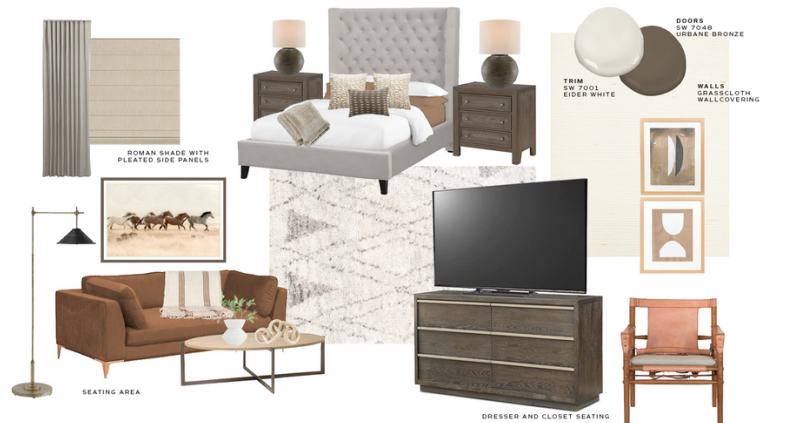 DOORS
SW 7048
URBANE BRONZE
TRIM
SW 7001
EIDER WHITE
WALLS
GRASSCLOTH
WALLCOVERING
ROMAN SHADE WITH
PLEATED SIDE PANELS
SEATING AREA
DRESSER AND CLOSET SEATING